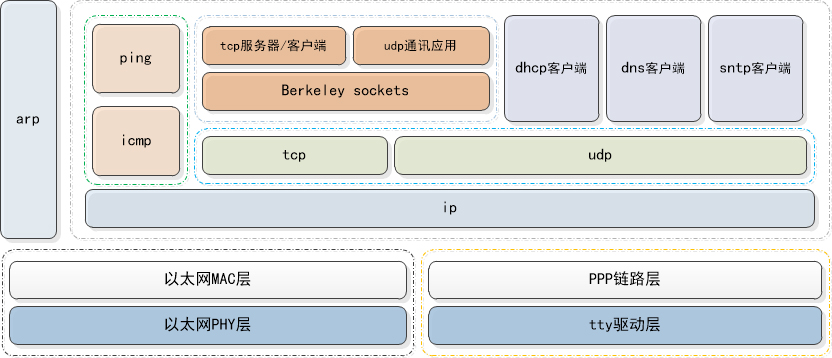 arp
ping
icmp
tcp服务器/客户端
udp通讯应用
Berkeley sockets
dhcp客户端
dns客户端
sntp客户端
tcp
udp
ip
以太网MAC层
PPP链路层
以太网PHY层
tty驱动层